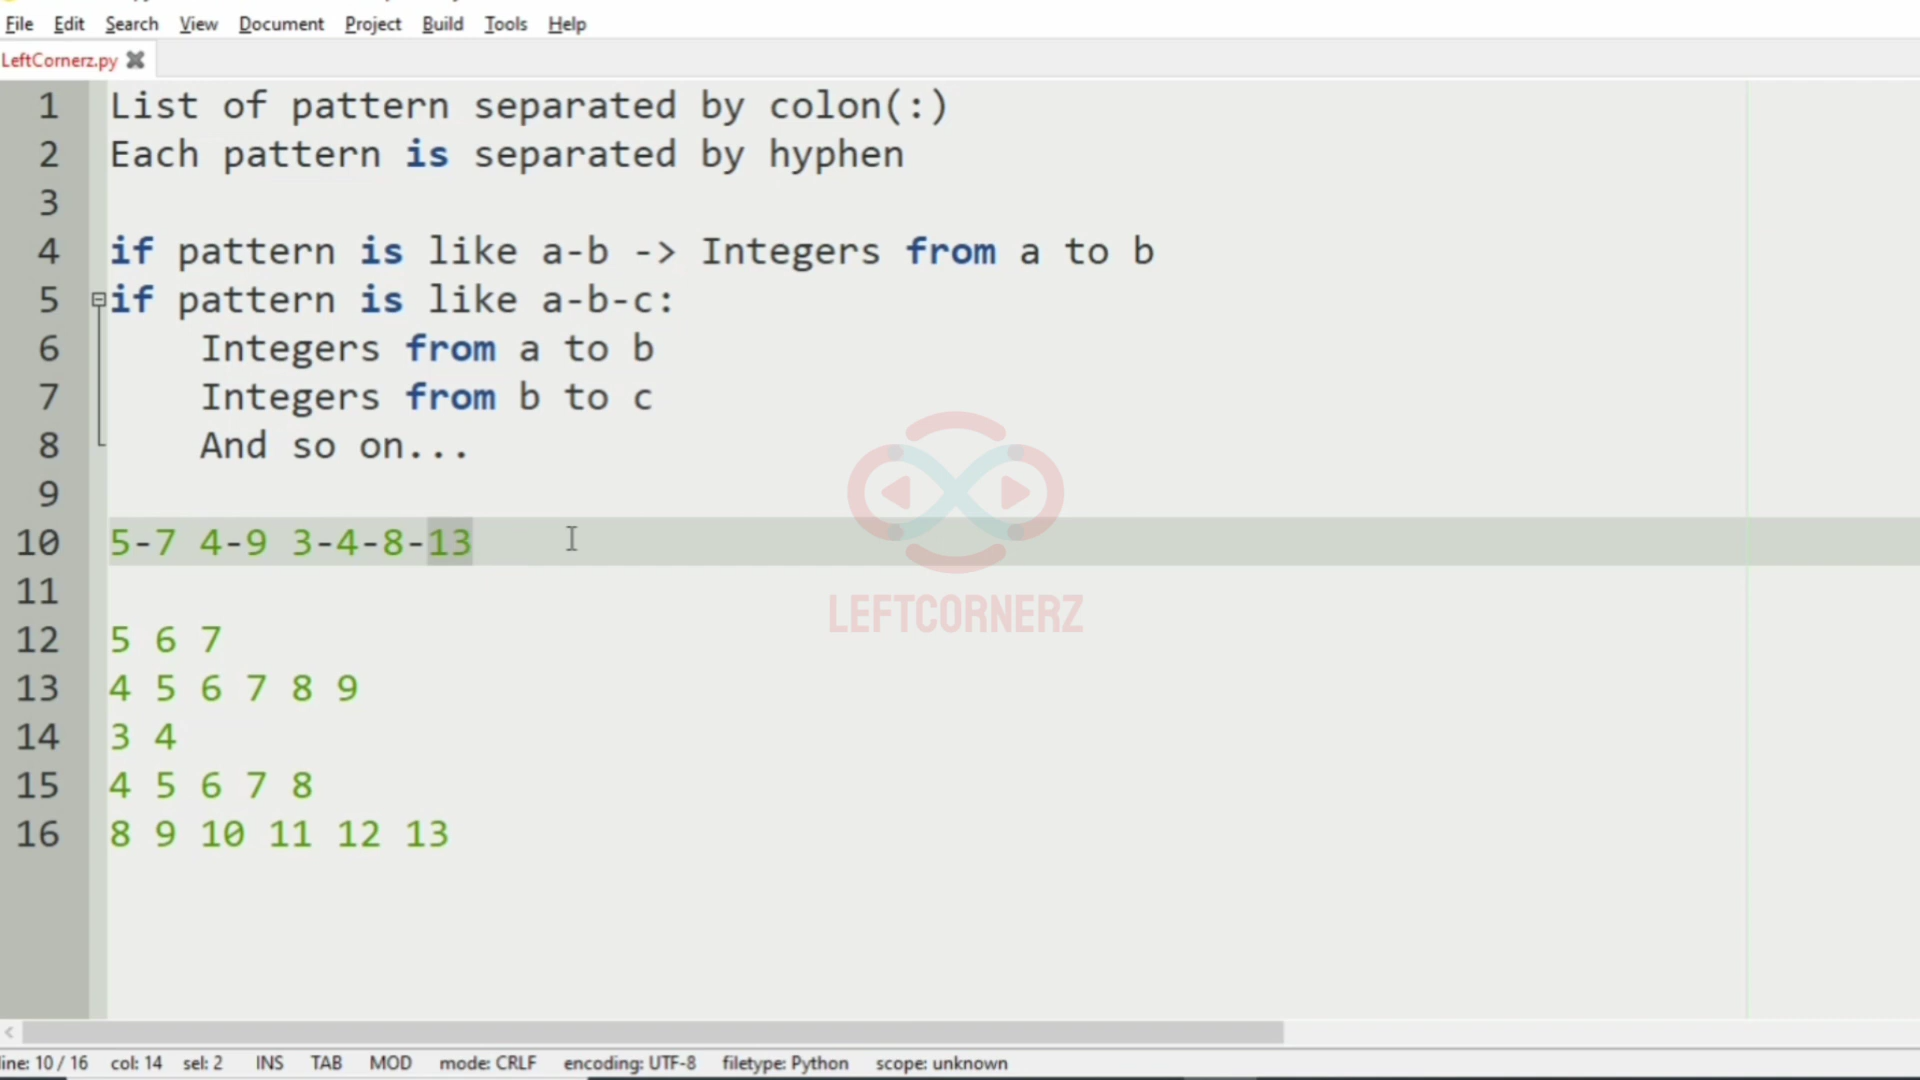 File Edit Search View Document Project Build Tools Help
LeftCornerz.py
1 List of pattern separated by colon(:)
2 Each pattern is separated by hyphen
3
4 if pattern is like a-b -> Integers from a to b
5 if pattern is like a-b-c:
6 Integers from a to b
7 Integers from b to c
8 And so on...
9
10 5-7 4-9 3-4-8-13
11
12 5 6 7
13 4 5 6 7 8 9
14 3 4
15 4 5 6 7 8
16 8 9 10 11 12 13
LEFTCORNERZ
line: 10 / 16 col: 14 sel: 2 INS TAB MOD mode: CRLF encoding: UTF-8 filetype: Python scope: unknown